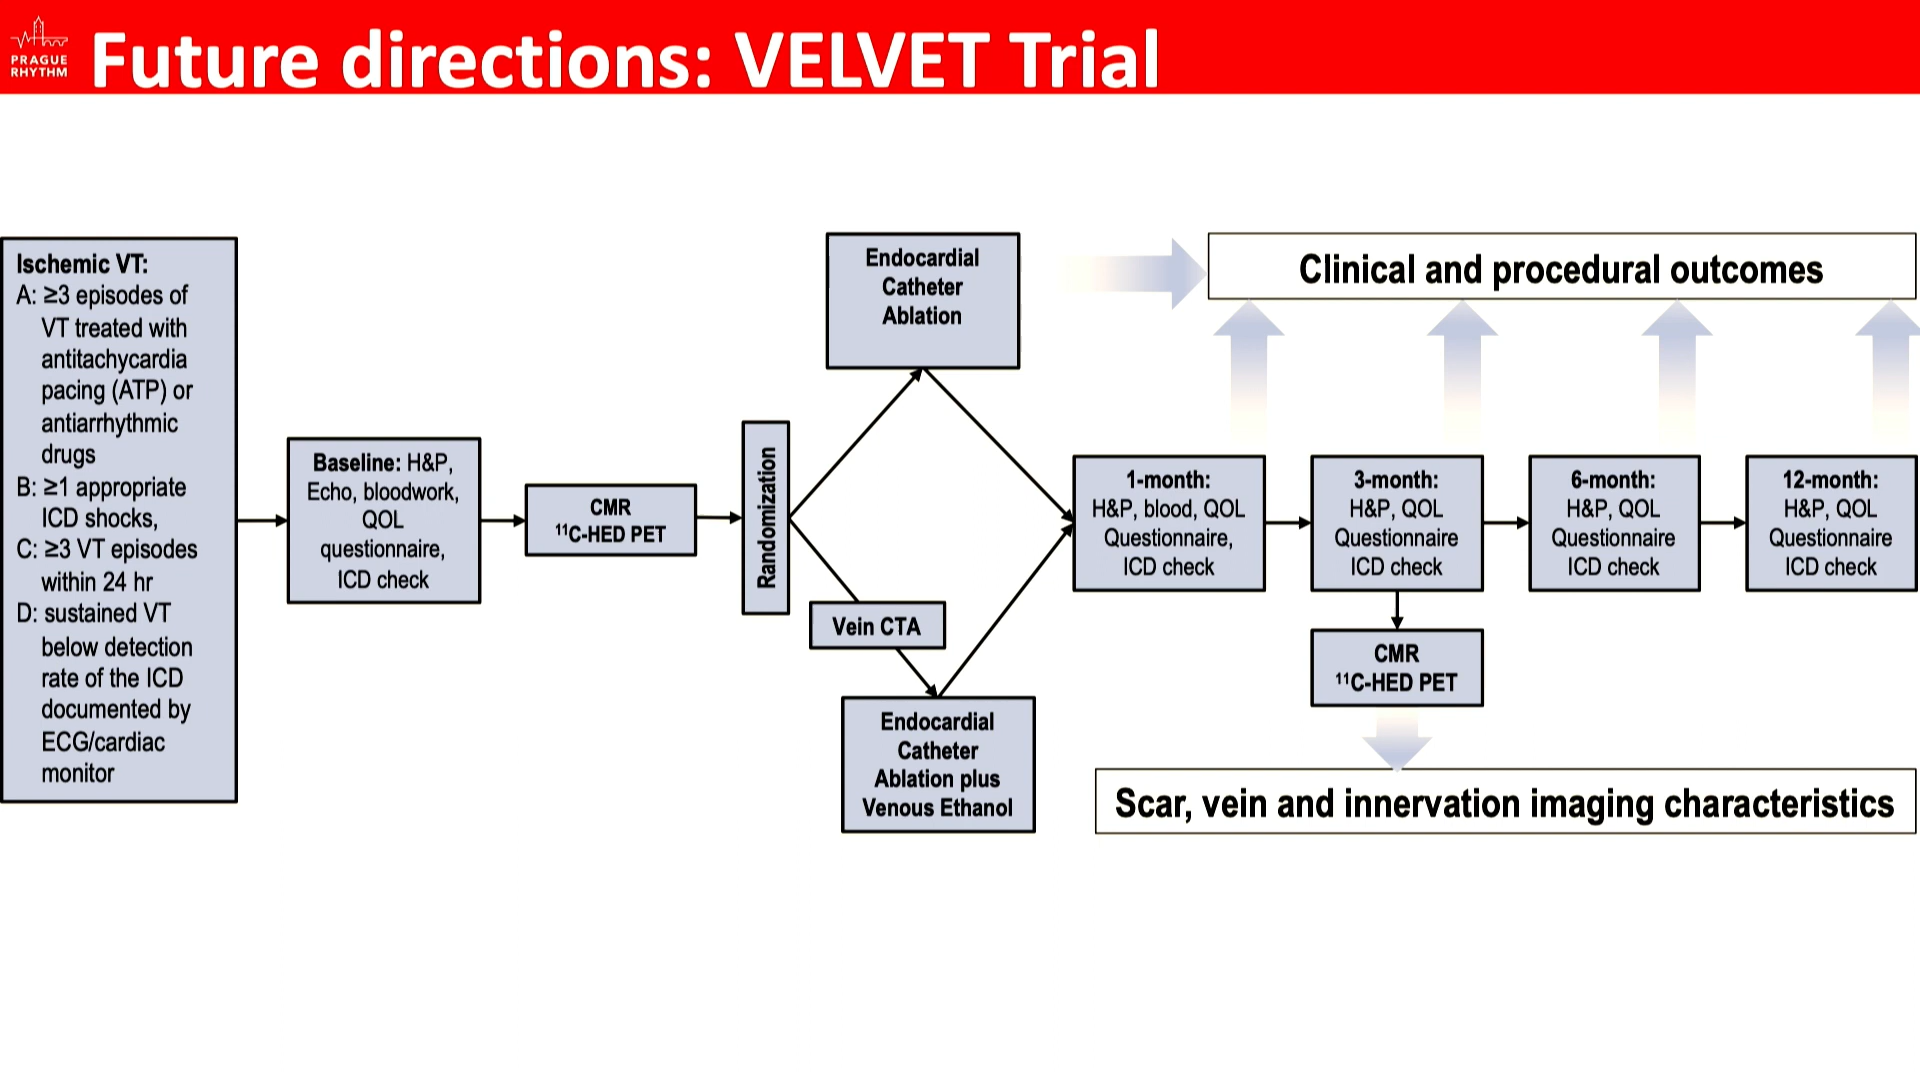 PRAGUE
RHYTHM
Future directions: VELVET Trial
Ischemic VT:
A: ≥3 episodes of
VT treated with
antitachycardia
pacing (ATP) or
antiarrhythmic
drugs
B: ≥1 appropriate
ICD shocks,
C: ≥3 VT episodes
within 24 hr
D: sustained VT
below detection
rate of the ICD
documented by
ECG/cardiac
monitor
Baseline: H&P,
Echo, bloodwork,
QOL
questionnaire,
ICD check
CMR
¹¹C-HED PET
Randomization
Endocardial
Catheter
Ablation
Vein CTA
Endocardial
Catheter
Ablation plus
Venous Ethanol
Clinical and procedural outcomes
1-month:
H&P, blood, QOL
Questionnaire,
ICD check
3-month:
H&P, QOL
Questionnaire
ICD check
6-month:
H&P, QOL
Questionnaire
ICD check
12-month:
H&P, QOL
Questionnaire
ICD check
CMR
¹¹C-HED PET
Scar, vein and innervation imaging characteristics